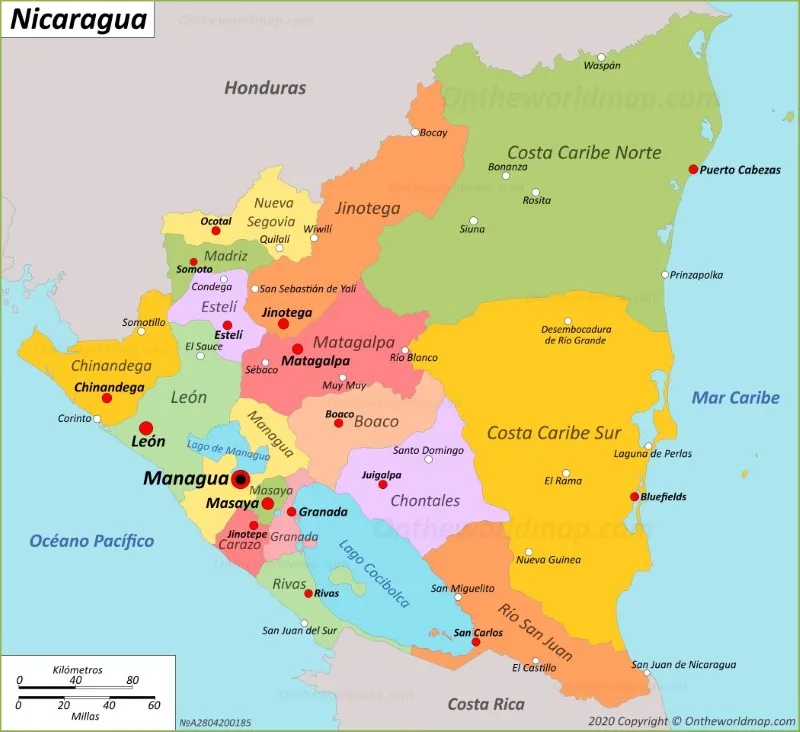 Nicaragua
Ontheworldmap.com
Honduras
Ontheworldmap.com
Waspán
Bocay
Costa Caribe Norte
Bonanza
Puerto Cabezas
Rosita
Siuna
Nueva
Segovia
Jinotega
Ocotal
Wiwilí
Quilalí
Madriz
Somoto
Condega
San Sebastián de Yalí
Prinzapolka
Estelí
Estelí
Jinotega
Somotillo
El Sauce
Matagalpa
Matagalpa
Río Blanco
Sébaco
Muy Muy
Desembocadura
de Río Grande
Chinandega
Chinandega
Corinto
León
León
Mar Caribe
Managua
Boaco
Boaco
Lago de Managua
Costa Caribe Sur
Santo Domingo
Laguna de Perlas
Juigalpa
El Rama
Managua
Masaya
Masaya
Chontales
Bluefields
Granada
Ontheworldmap.com
Jinotepe
Carazo
Granada
Océano Pacífico
Lago Cocibolca
Nueva Guinea
Rivas
Rivas
San Miguelito
Río San Juan
San Juan del Sur
San Carlos
El Castillo
San Juan de Nicaragua
Costa Rica
Kilómetros
0 40 80
0 20 40 60
Millas
№A2804200185
2020 Copyright © Ontheworldmap.com